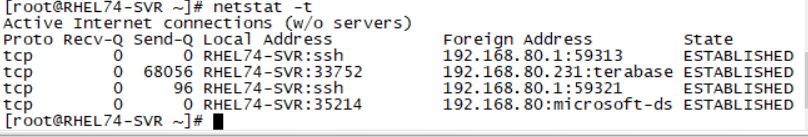 [root@RHEL74-SVR ~]# netstat -t
Active Internet connections (w/o servers)
Proto Recv-Q Send-Q Local Address           Foreign Address         State
tcp        0      0 RHEL74-SVR:ssh          192.168.80.1:59313      ESTABLISHED
tcp        0  68056 RHEL74-SVR:33752        192.168.80.231:terabase ESTABLISHED
tcp        0     96 RHEL74-SVR:ssh          192.168.80.1:59321      ESTABLISHED
tcp        0      0 RHEL74-SVR:35214        192.168.80:microsoft-ds ESTABLISHED
[root@RHEL74-SVR ~]#